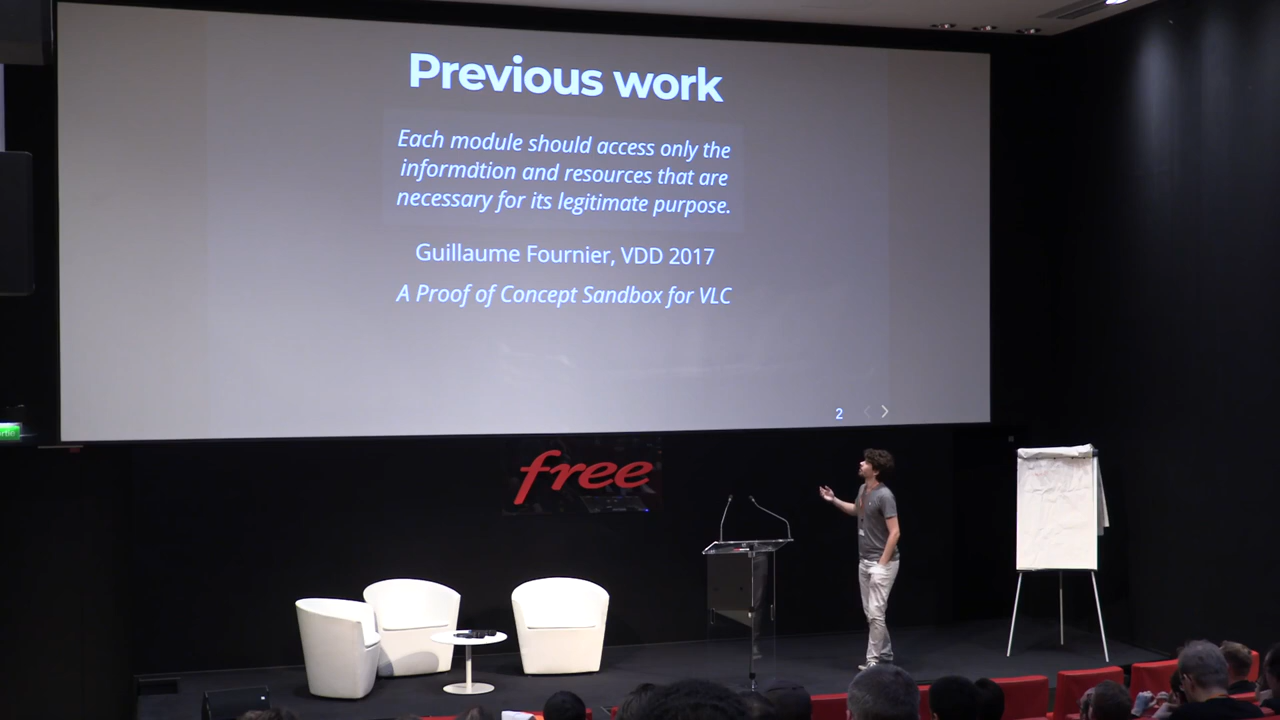 Previous work
Each module should access only the
information and resources that are
necessary for its legitimate purpose.
Guillaume Fournier, VDD 2017
A Proof of Concept Sandbox for VLC
2
free